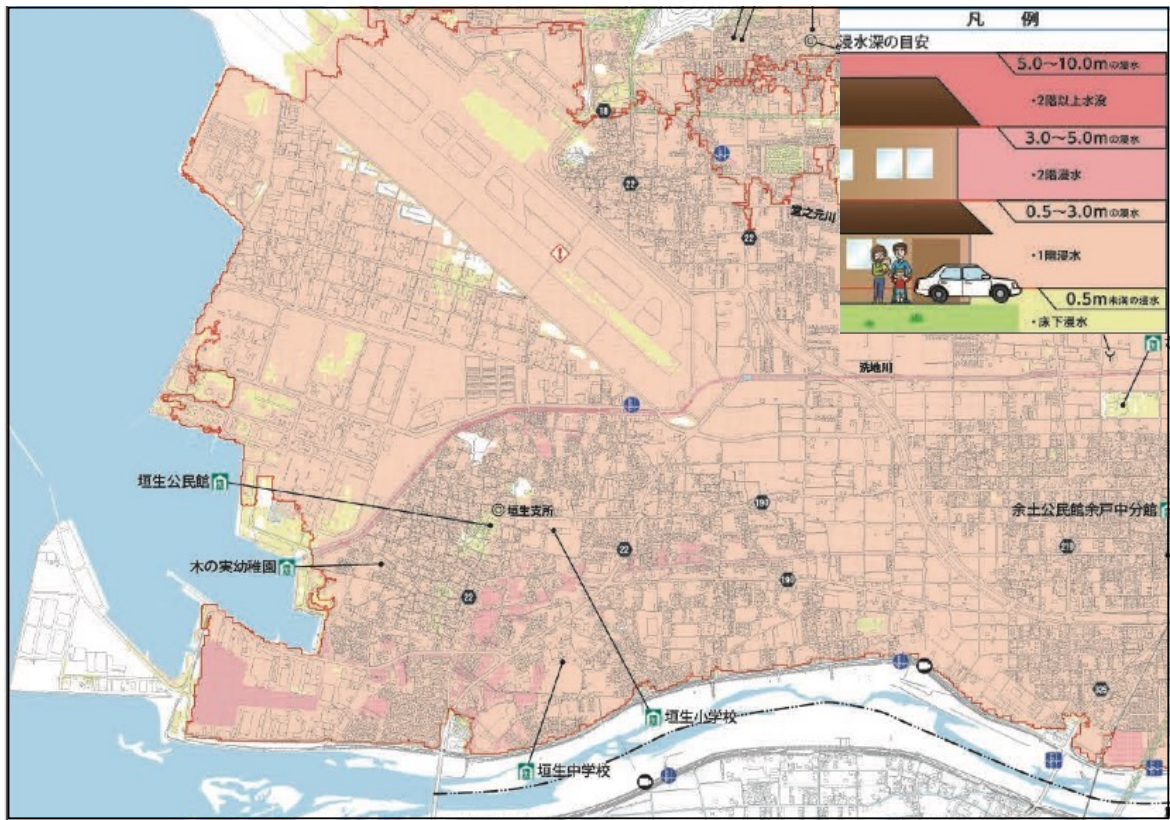 凡 例
浸水深の目安
5.0～10.0mの浸水
・2階以上水没
3.0～5.0mの浸水
・2階浸水
0.5～3.0mの浸水
・1階浸水
0.5m未満の浸水
・床下浸水
18
22
22
宮之元川
洗地川
垣生公民館
垣生支所
190
余土公民館余戸中分館
木の実幼稚園
22
210
190
22
326
垣生小学校
垣生中学校